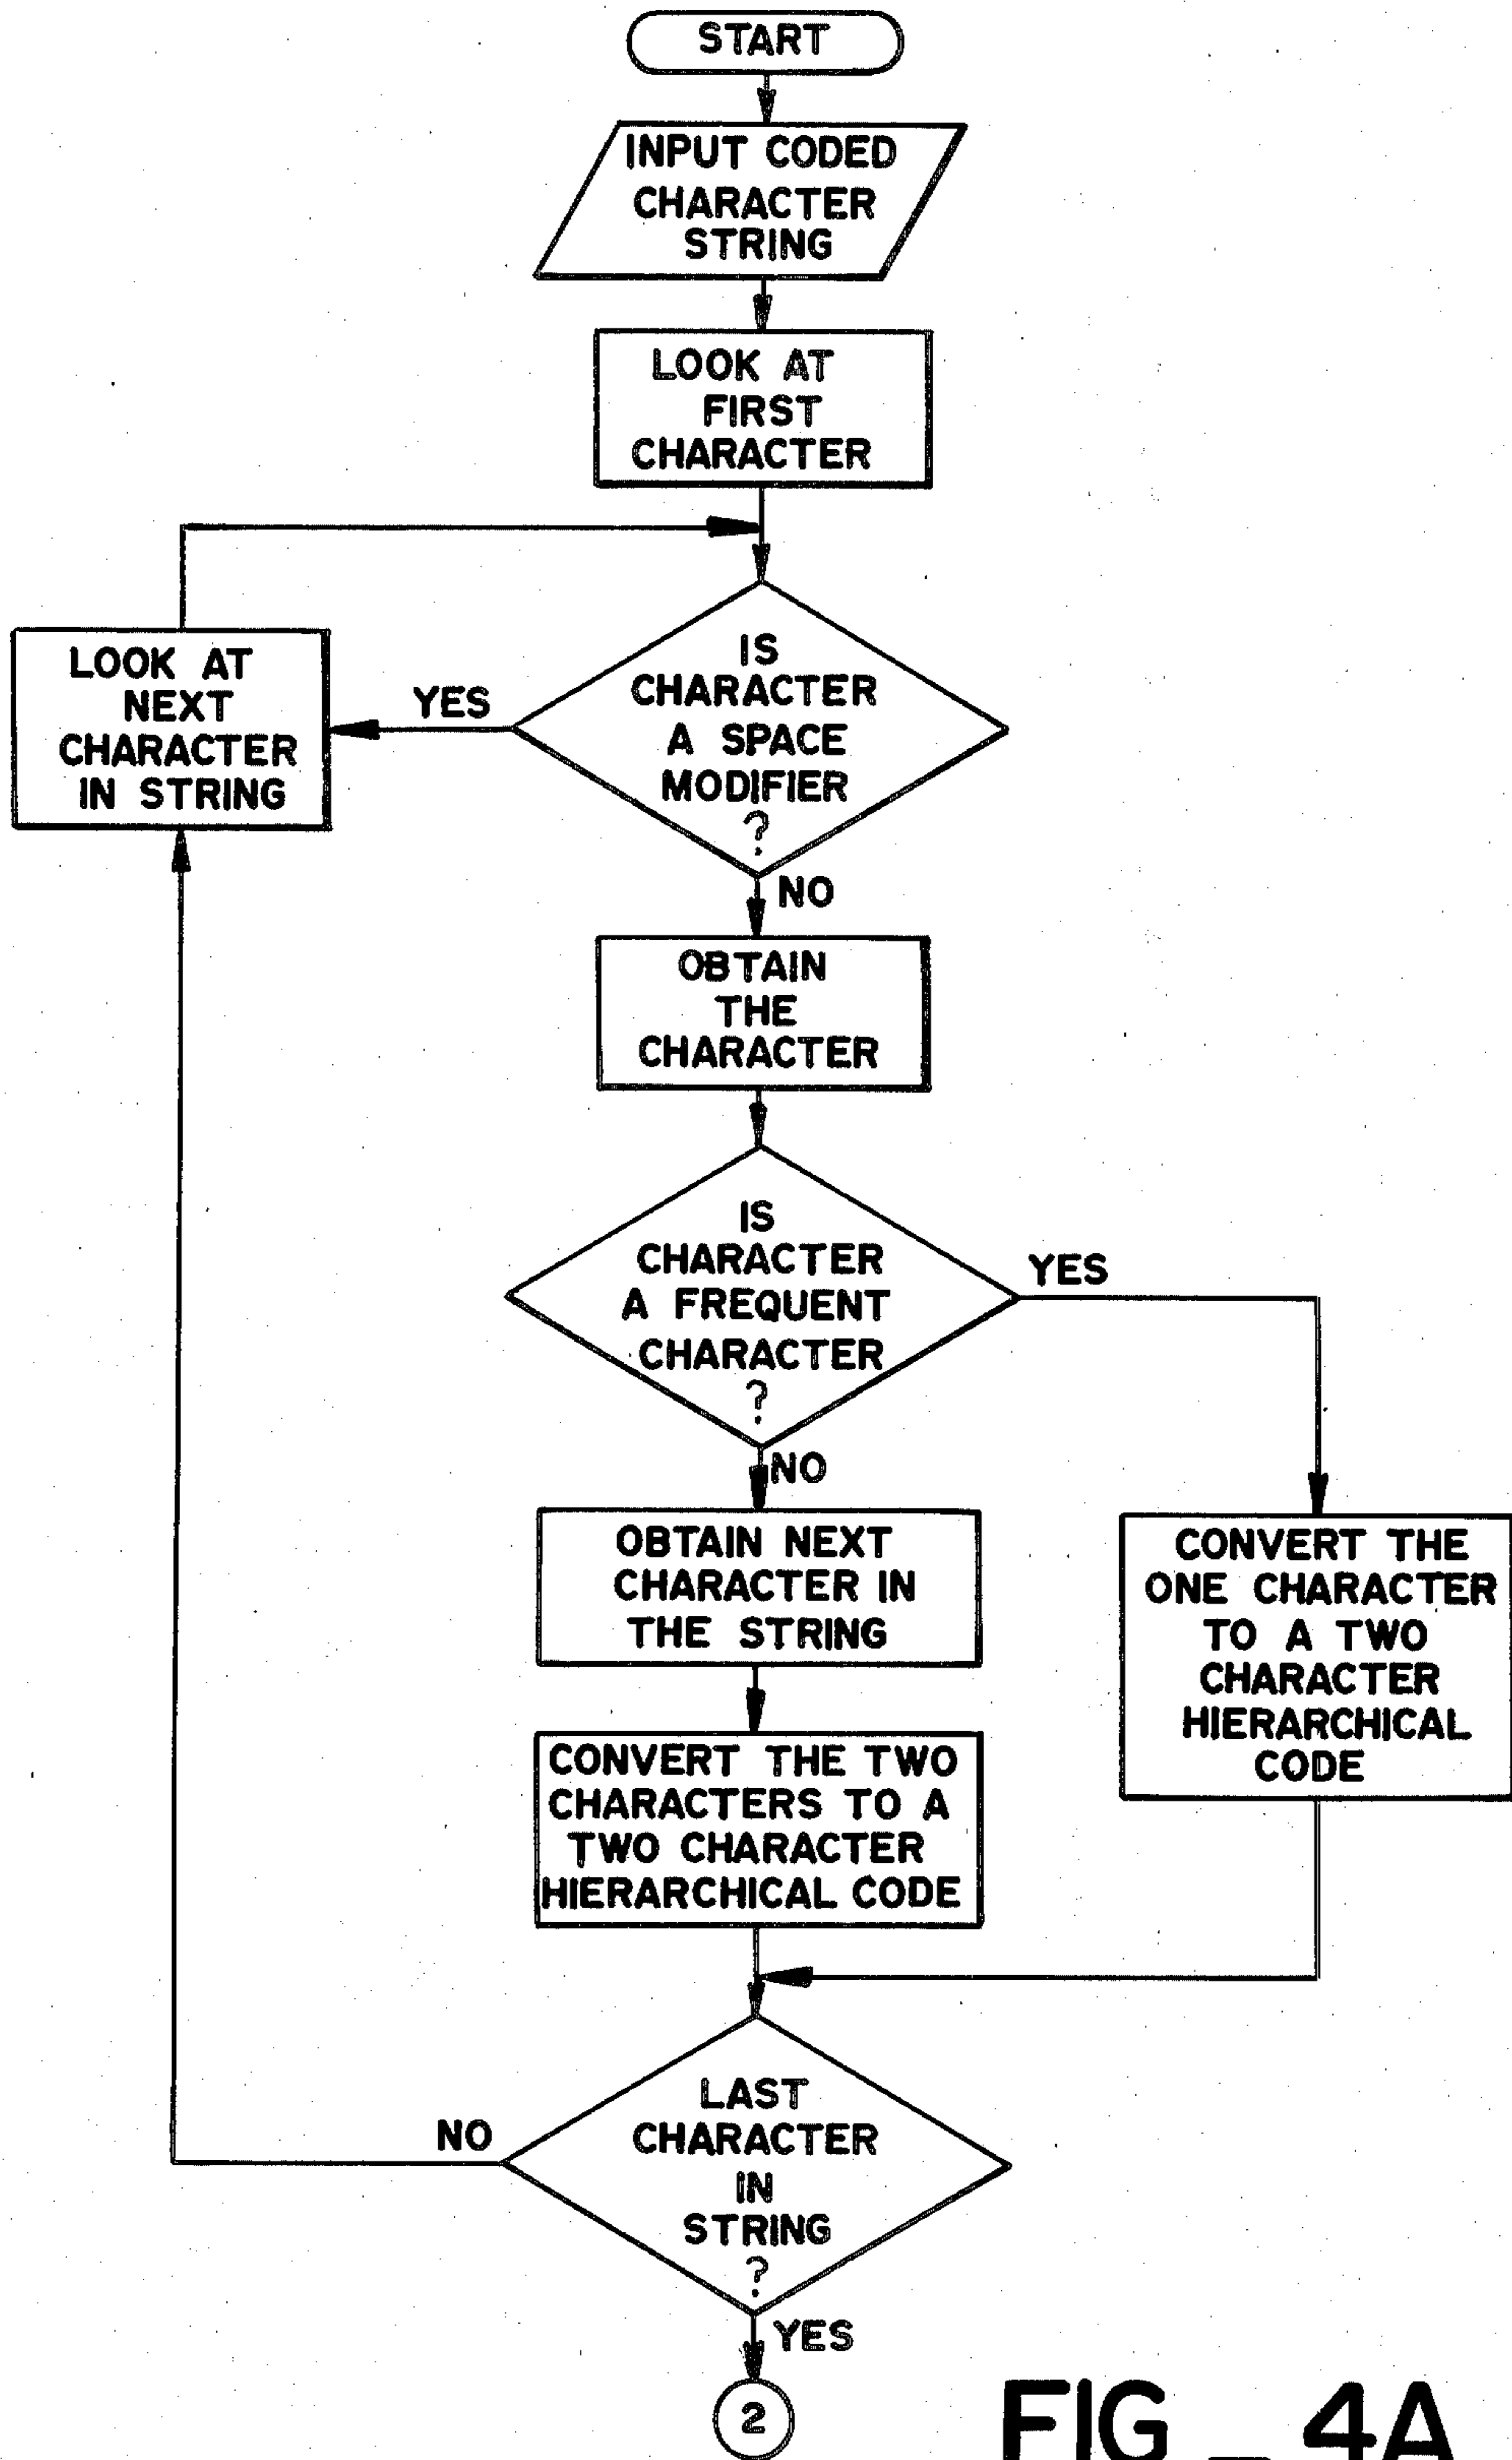 START
INPUT CODED
CHARACTER
STRING
LOOK AT
FIRST
CHARACTER
LOOK AT
NEXT
CHARACTER
IN STRING
YES
IS
CHARACTER
A SPACE
MODIFIER
?
NO
OBTAIN
THE
CHARACTER
IS
CHARACTER
A FREQUENT
CHARACTER
?
YES
NO
OBTAIN NEXT
CHARACTER IN
THE STRING
CONVERT THE
ONE CHARACTER
TO A TWO
CHARACTER
HIERARCHICAL
CODE
CONVERT THE TWO
CHARACTERS TO A
TWO CHARACTER
HIERARCHICAL CODE
LAST
CHARACTER
IN
STRING
?
NO
YES
2
FIG_4A